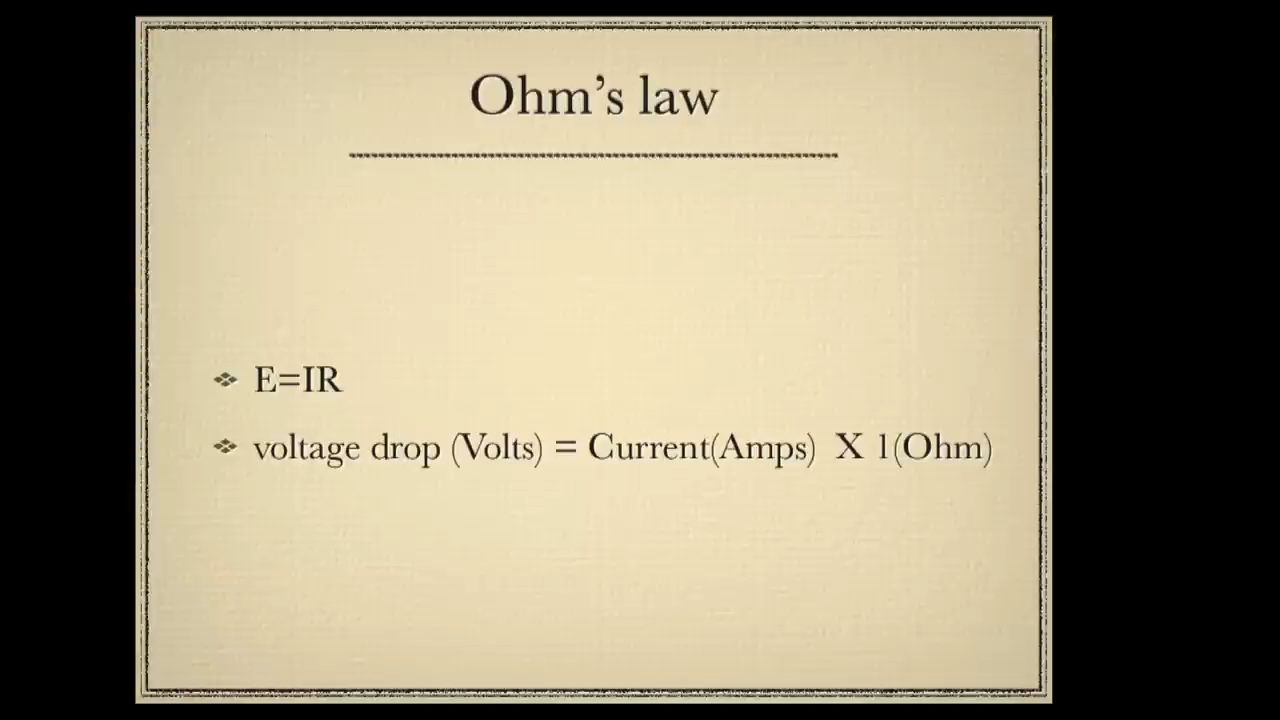 Ohm’s law
E=IR
voltage drop (Volts) = Current(Amps) X 1(Ohm)